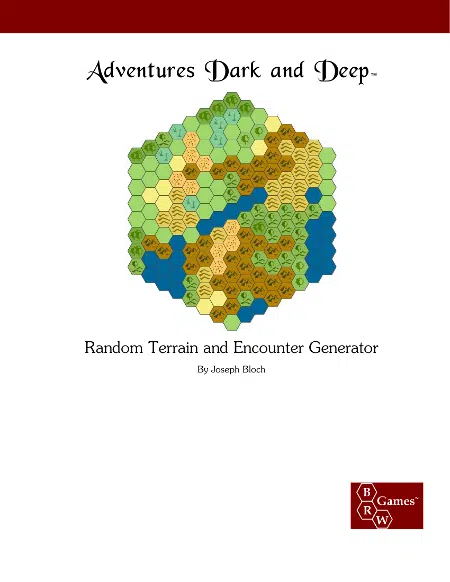 Adventures Dark and Deep™
Random Terrain and Encounter Generator
By Joseph Bloch
B
R Games™
W